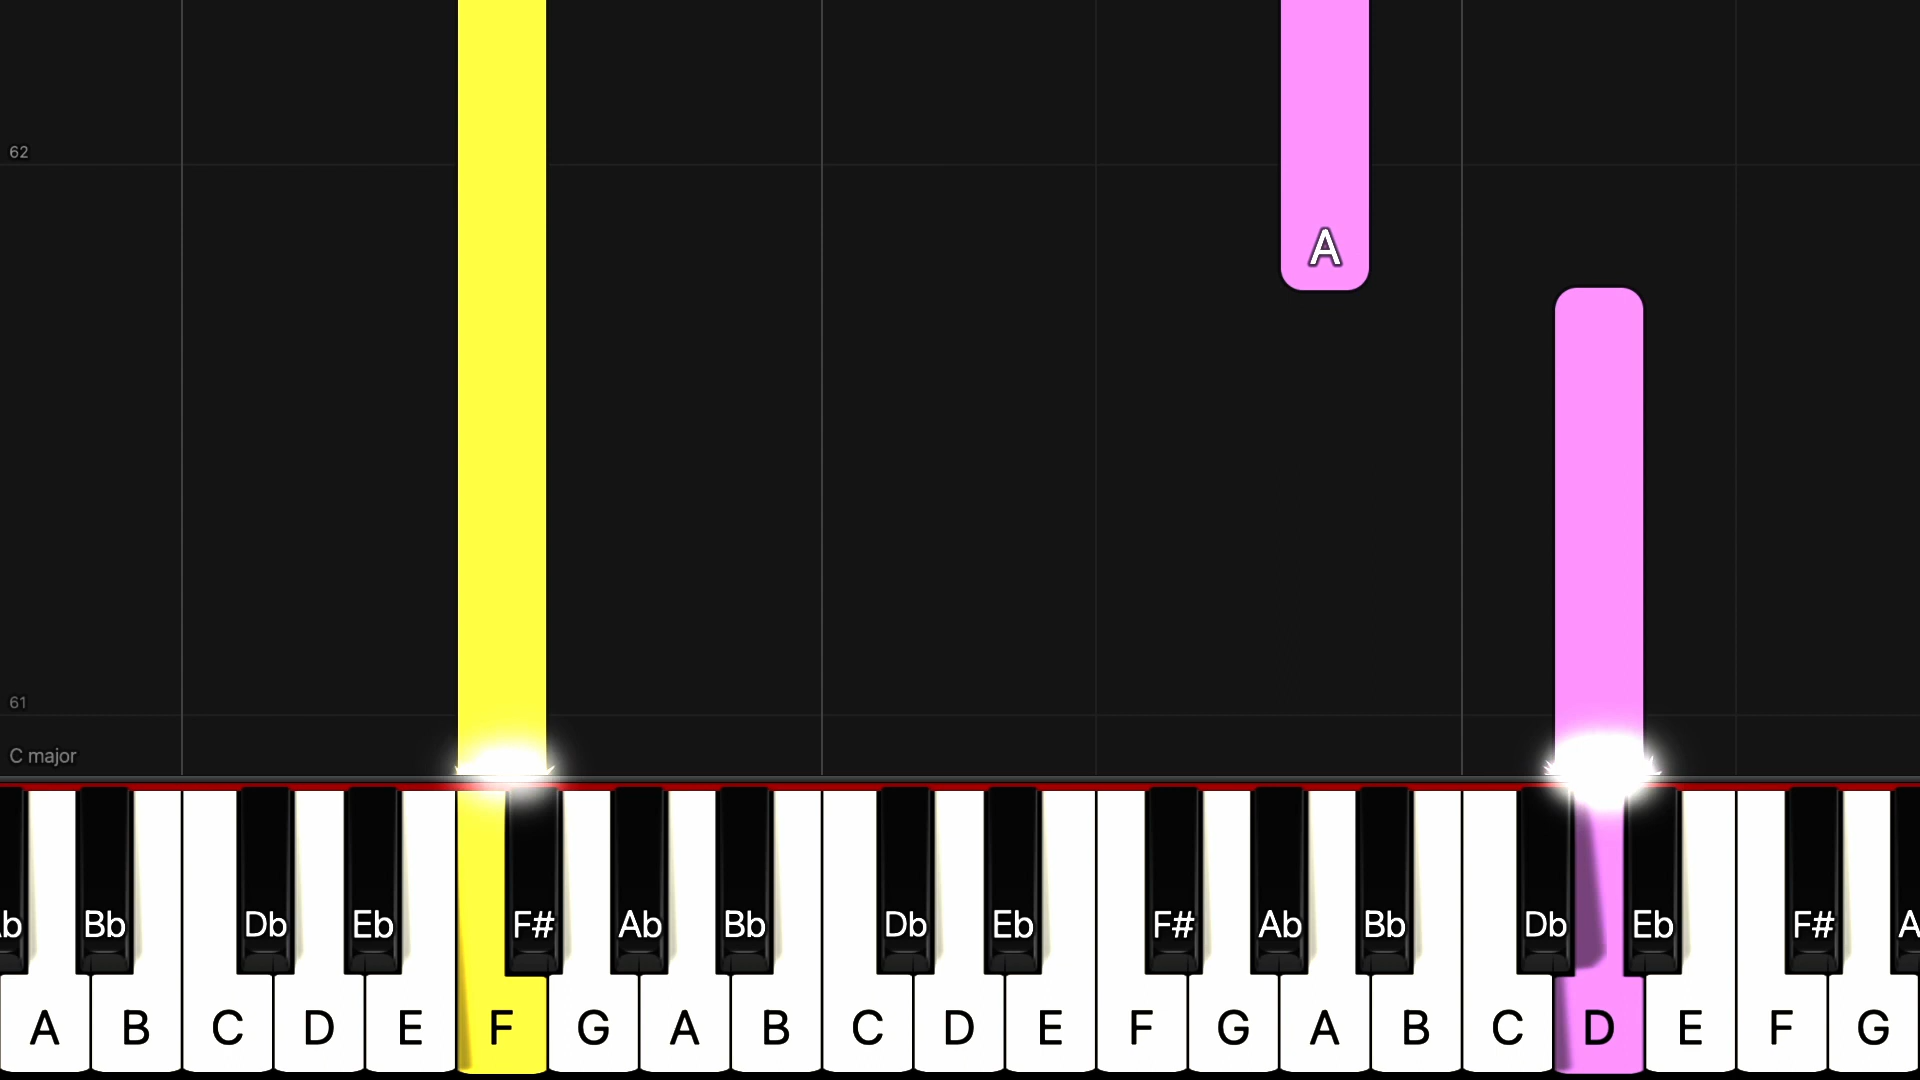 62
A
61
C major
b Bb Db Eb F# Ab Bb Db Eb F# Ab Bb Db Eb F# A
A B C D E F G A B C D E F G A B C D E F G